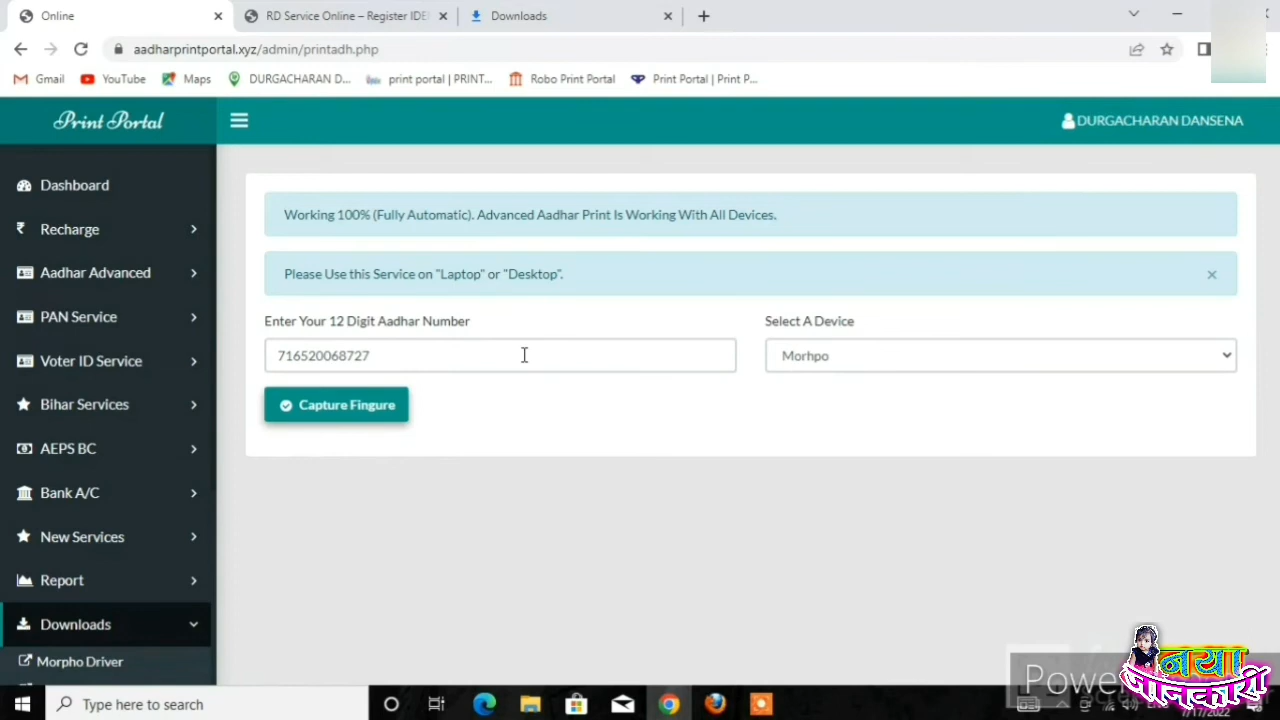 Online
RD Service Online – Register IDE
Downloads
aadharprintportal.xyz/admin/printadh.php
Gmail
YouTube
Maps
DURGACHARAN D...
print portal | PRINT...
Robo Print Portal
Print Portal | Print P...
Print Portal
DURGACHARAN DANSENA
Dashboard
Recharge
Aadhar Advanced
PAN Service
Voter ID Service
Bihar Services
AEPS BC
Bank A/C
New Services
Report
Downloads
Morpho Driver
Working 100% (Fully Automatic). Advanced Aadhar Print Is Working With All Devices.
Please Use this Service on "Laptop" or "Desktop".
Enter Your 12 Digit Aadhar Number
Select A Device
716520068727
Morhpo
Capture Fingure
नया
जानकारी
Type here to search